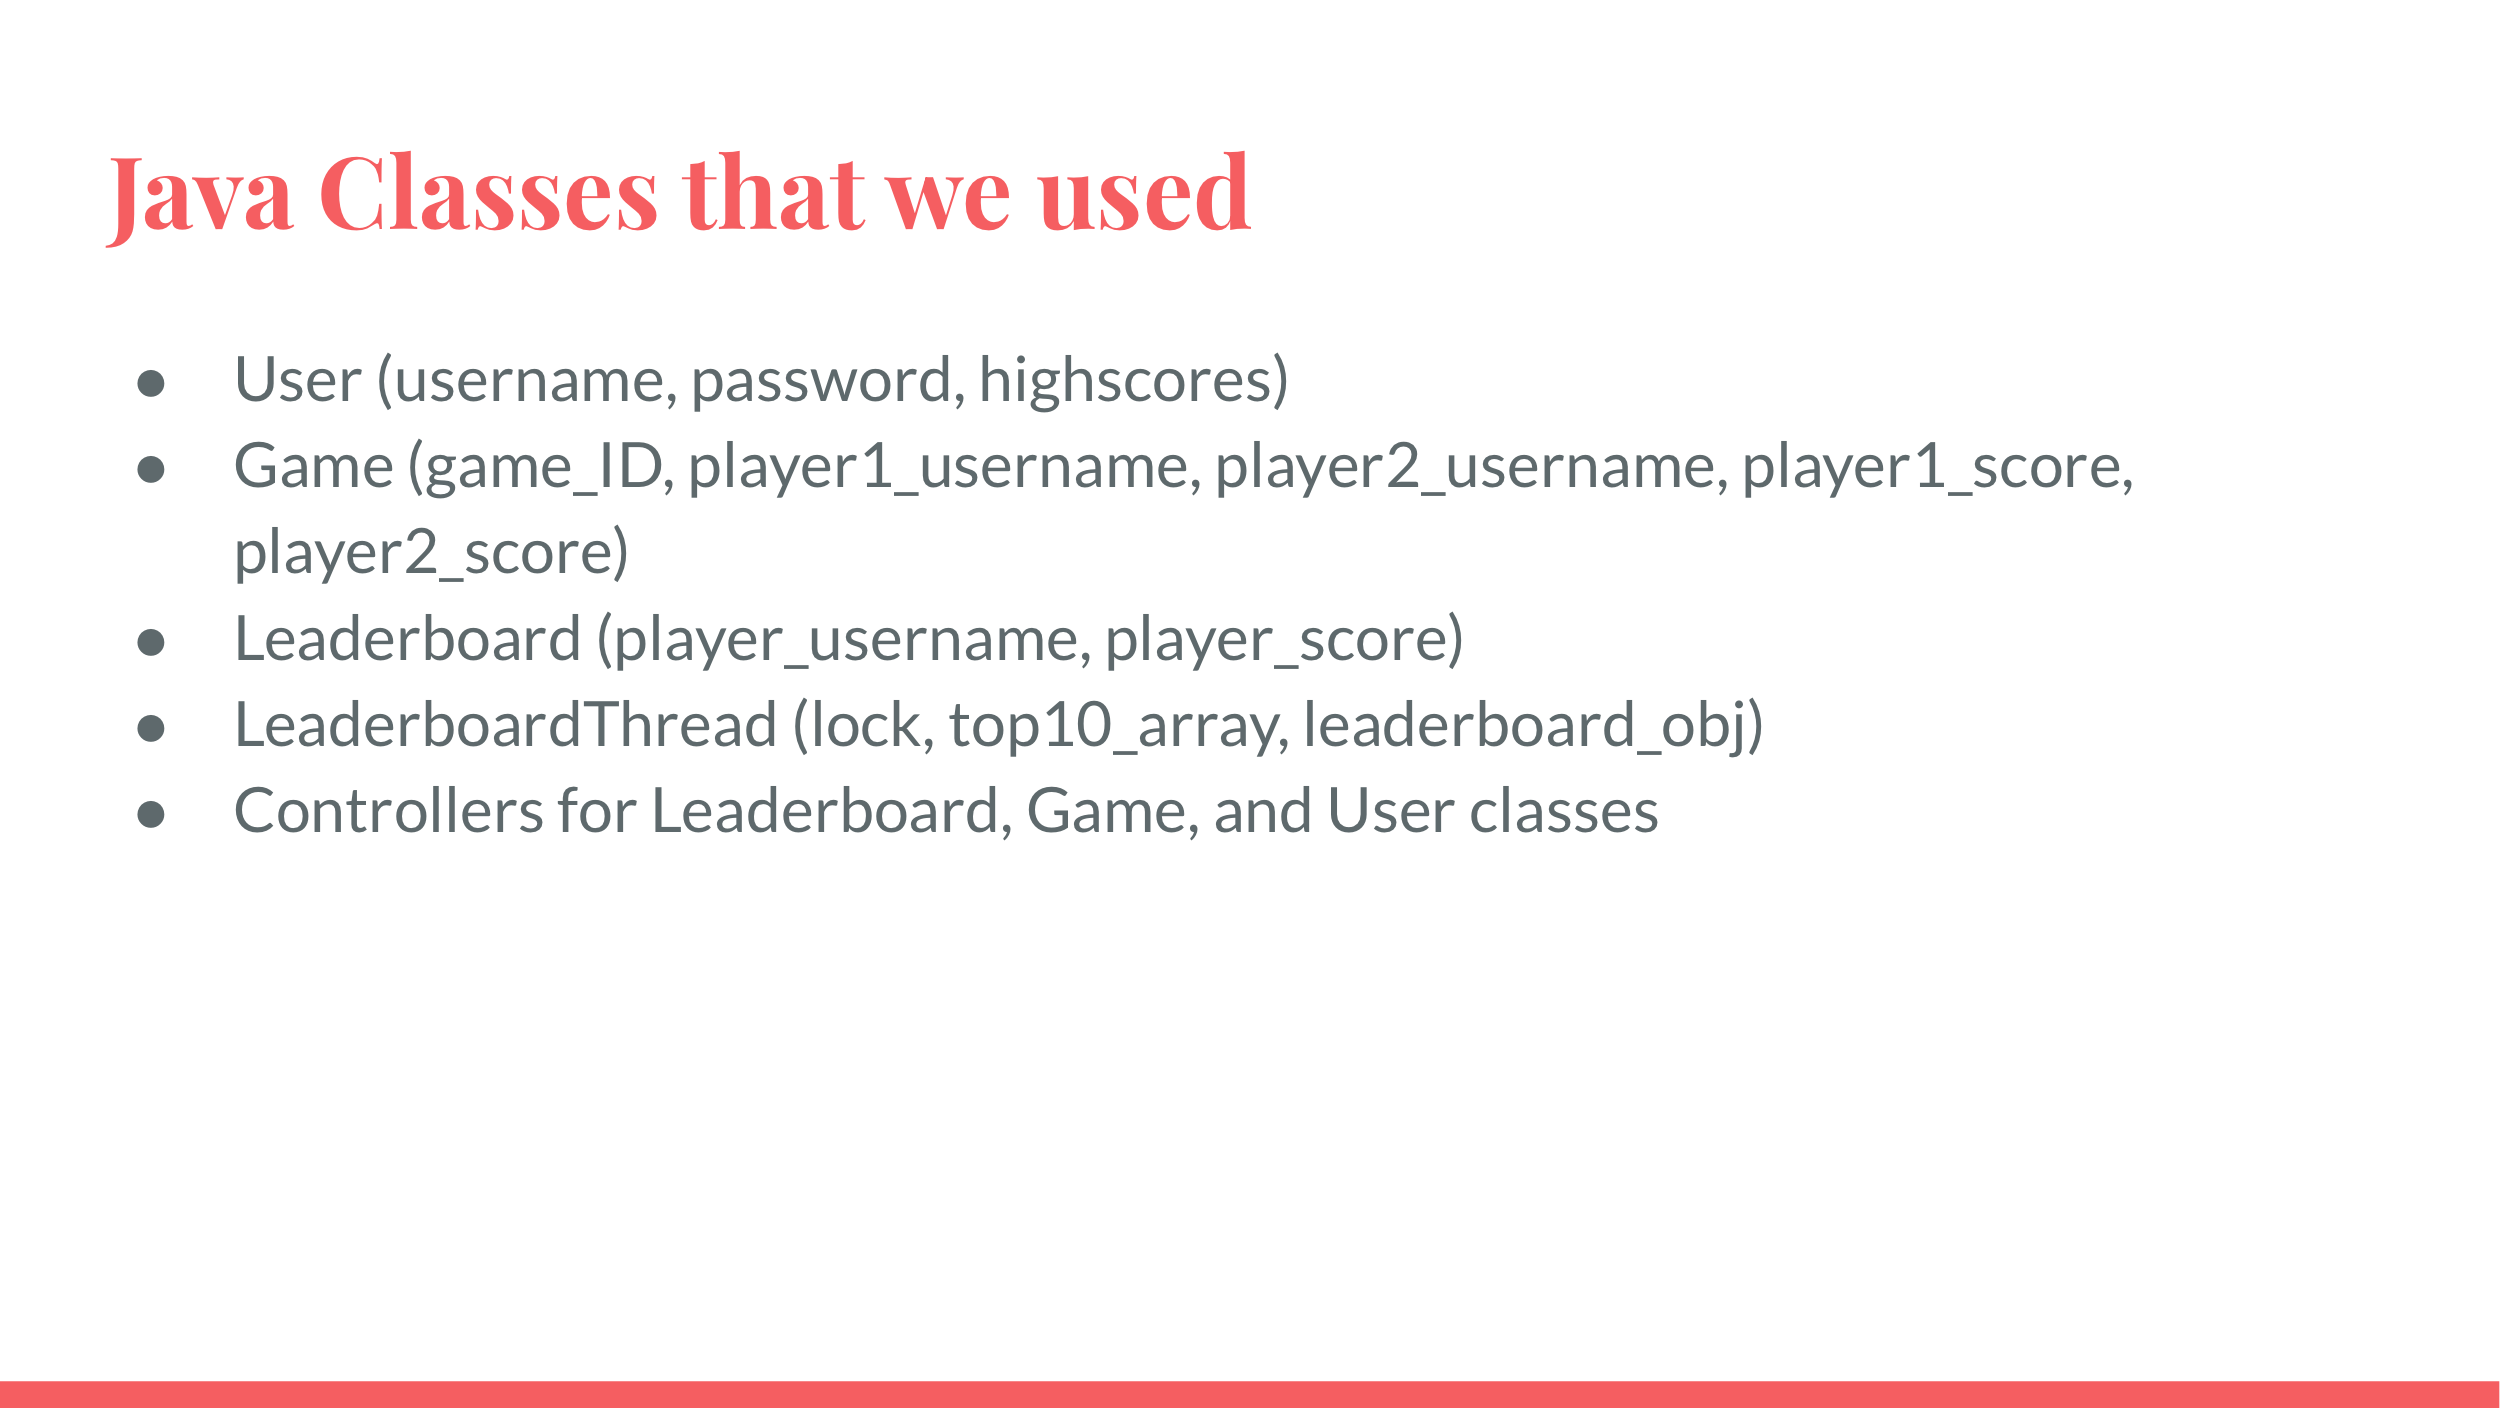 Java Classes that we used
● User (username, password, highscores)
● Game (game_ID, player1_username, player2_username, player1_score,
player2_score)
● Leaderboard (player_username, player_score)
● LeaderboardThread (lock, top10_array, leaderboard_obj)
● Controllers for Leaderboard, Game, and User classes